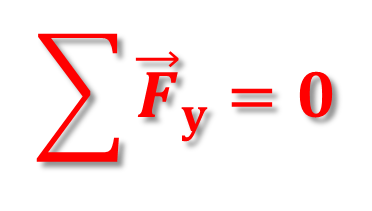 ∑ F⃗y = 0